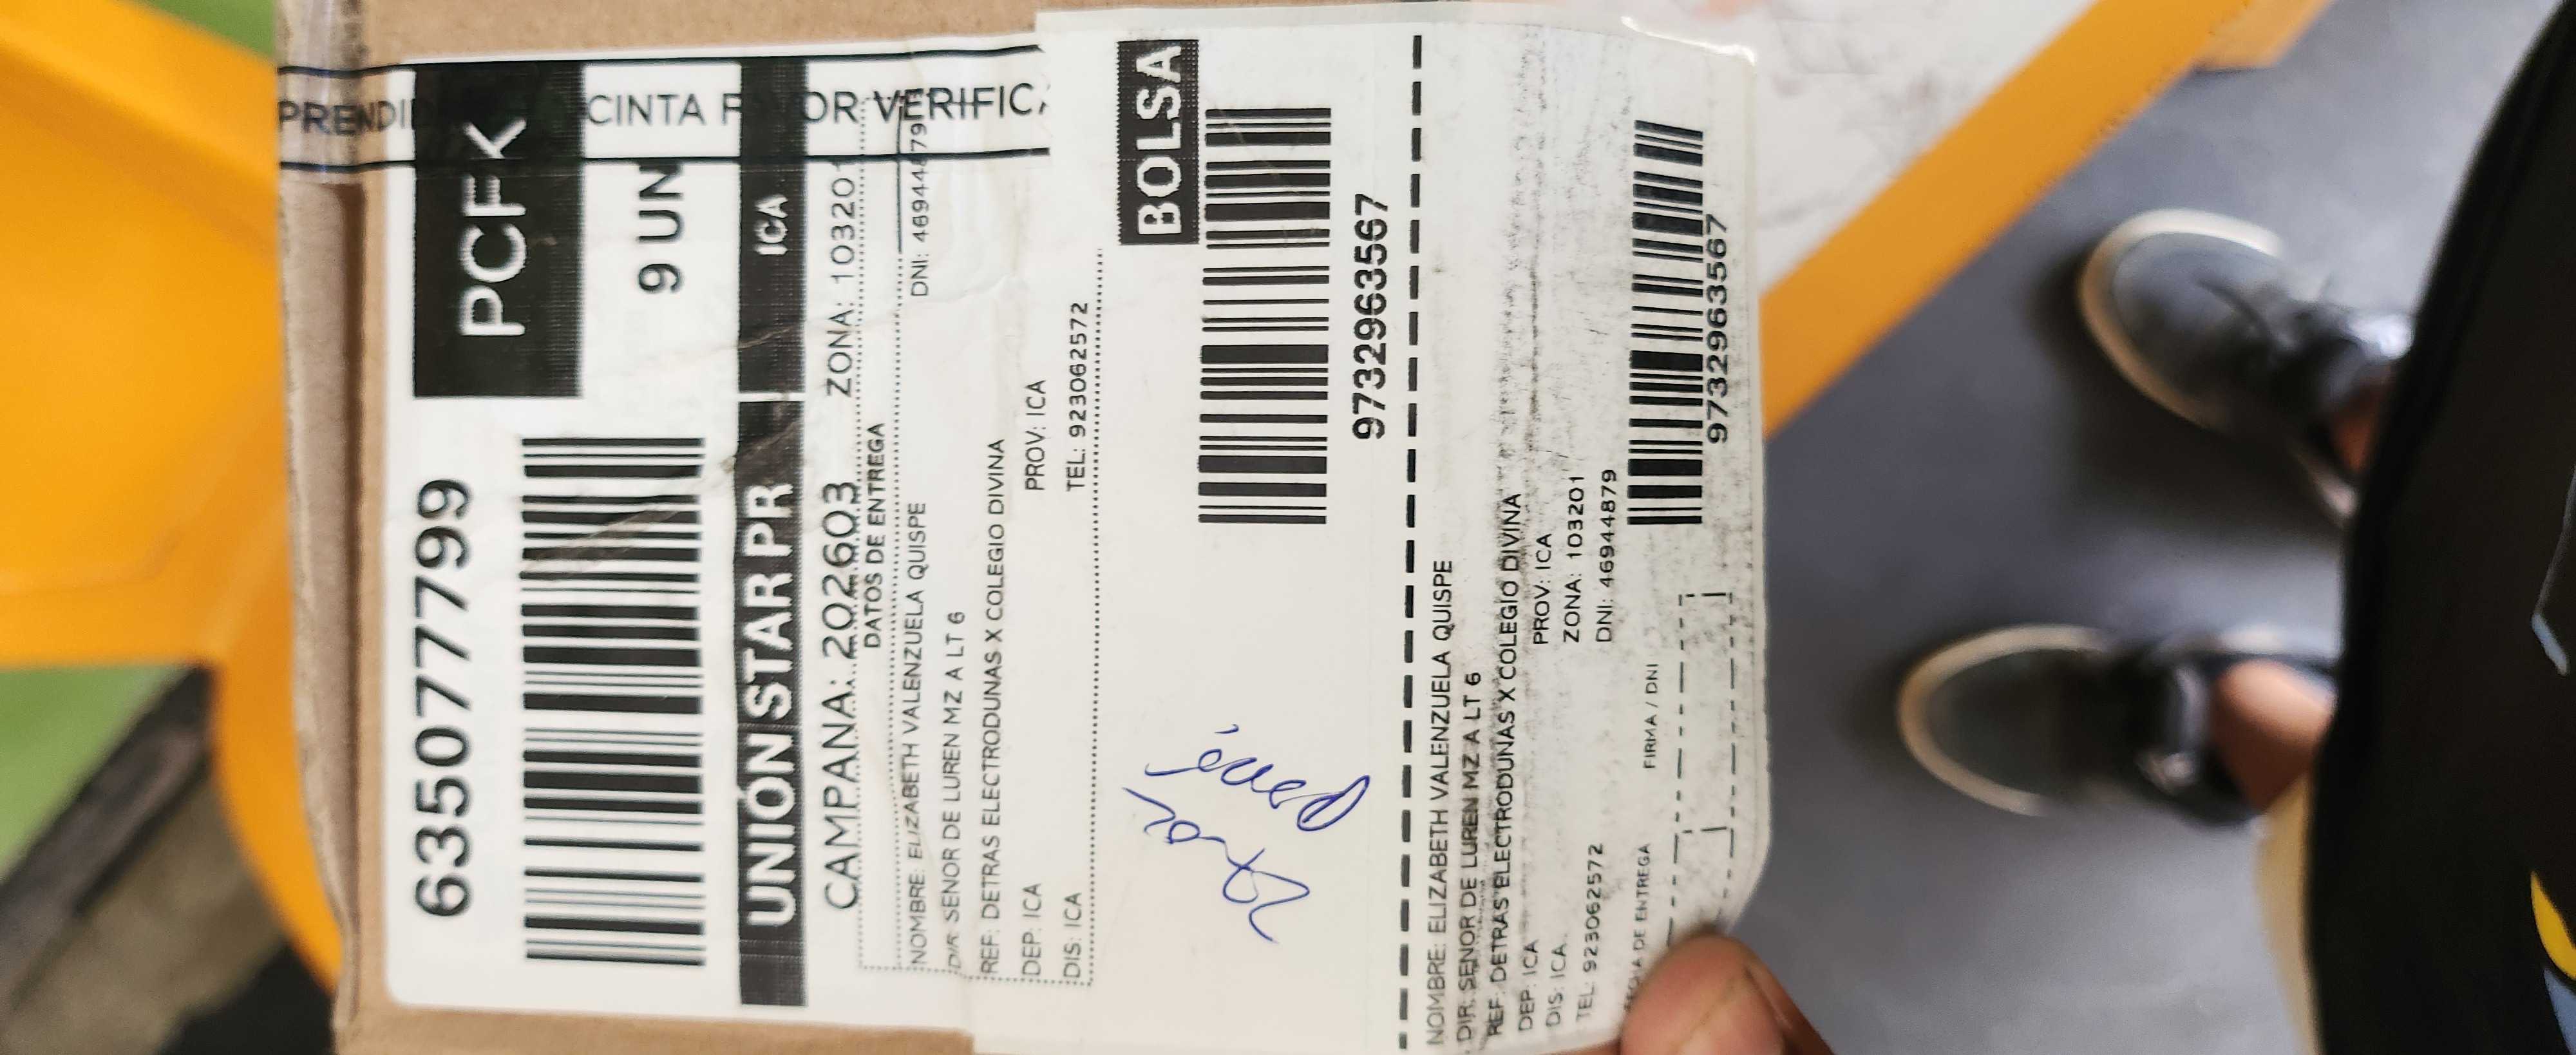 PRENDI CINTA F OR VERIFICA
6350777799
PCFK
9 UN
UNIÓN STAR PR ICA
CAMPANA: 202603 ZONA: 103201
DATOS DE ENTREGA
NOMBRE: ELIZABETH VALENZUELA QUISPE DNI: 46944879
DIR: SENOR DE LUREN MZ A LT 6
REF: DETRAS ELECTRODUNAS X COLEGIO DIVINA
DEP: ICA PROV: ICA
DIS: ICA TEL: 923062572
BOLSA
9732963567
NOMBRE: ELIZABETH VALENZUELA QUISPE
DIR: SENOR DE LUREN MZ A LT 6
REF: DETRAS ELECTRODUNAS X COLEGIO DIVINA
DEP: ICA PROV: ICA
DIS: ICA ZONA: 103201
TEL: 923062572 DNI: 46944879
FECHA DE ENTREGA FIRMA / DNI
9732963567